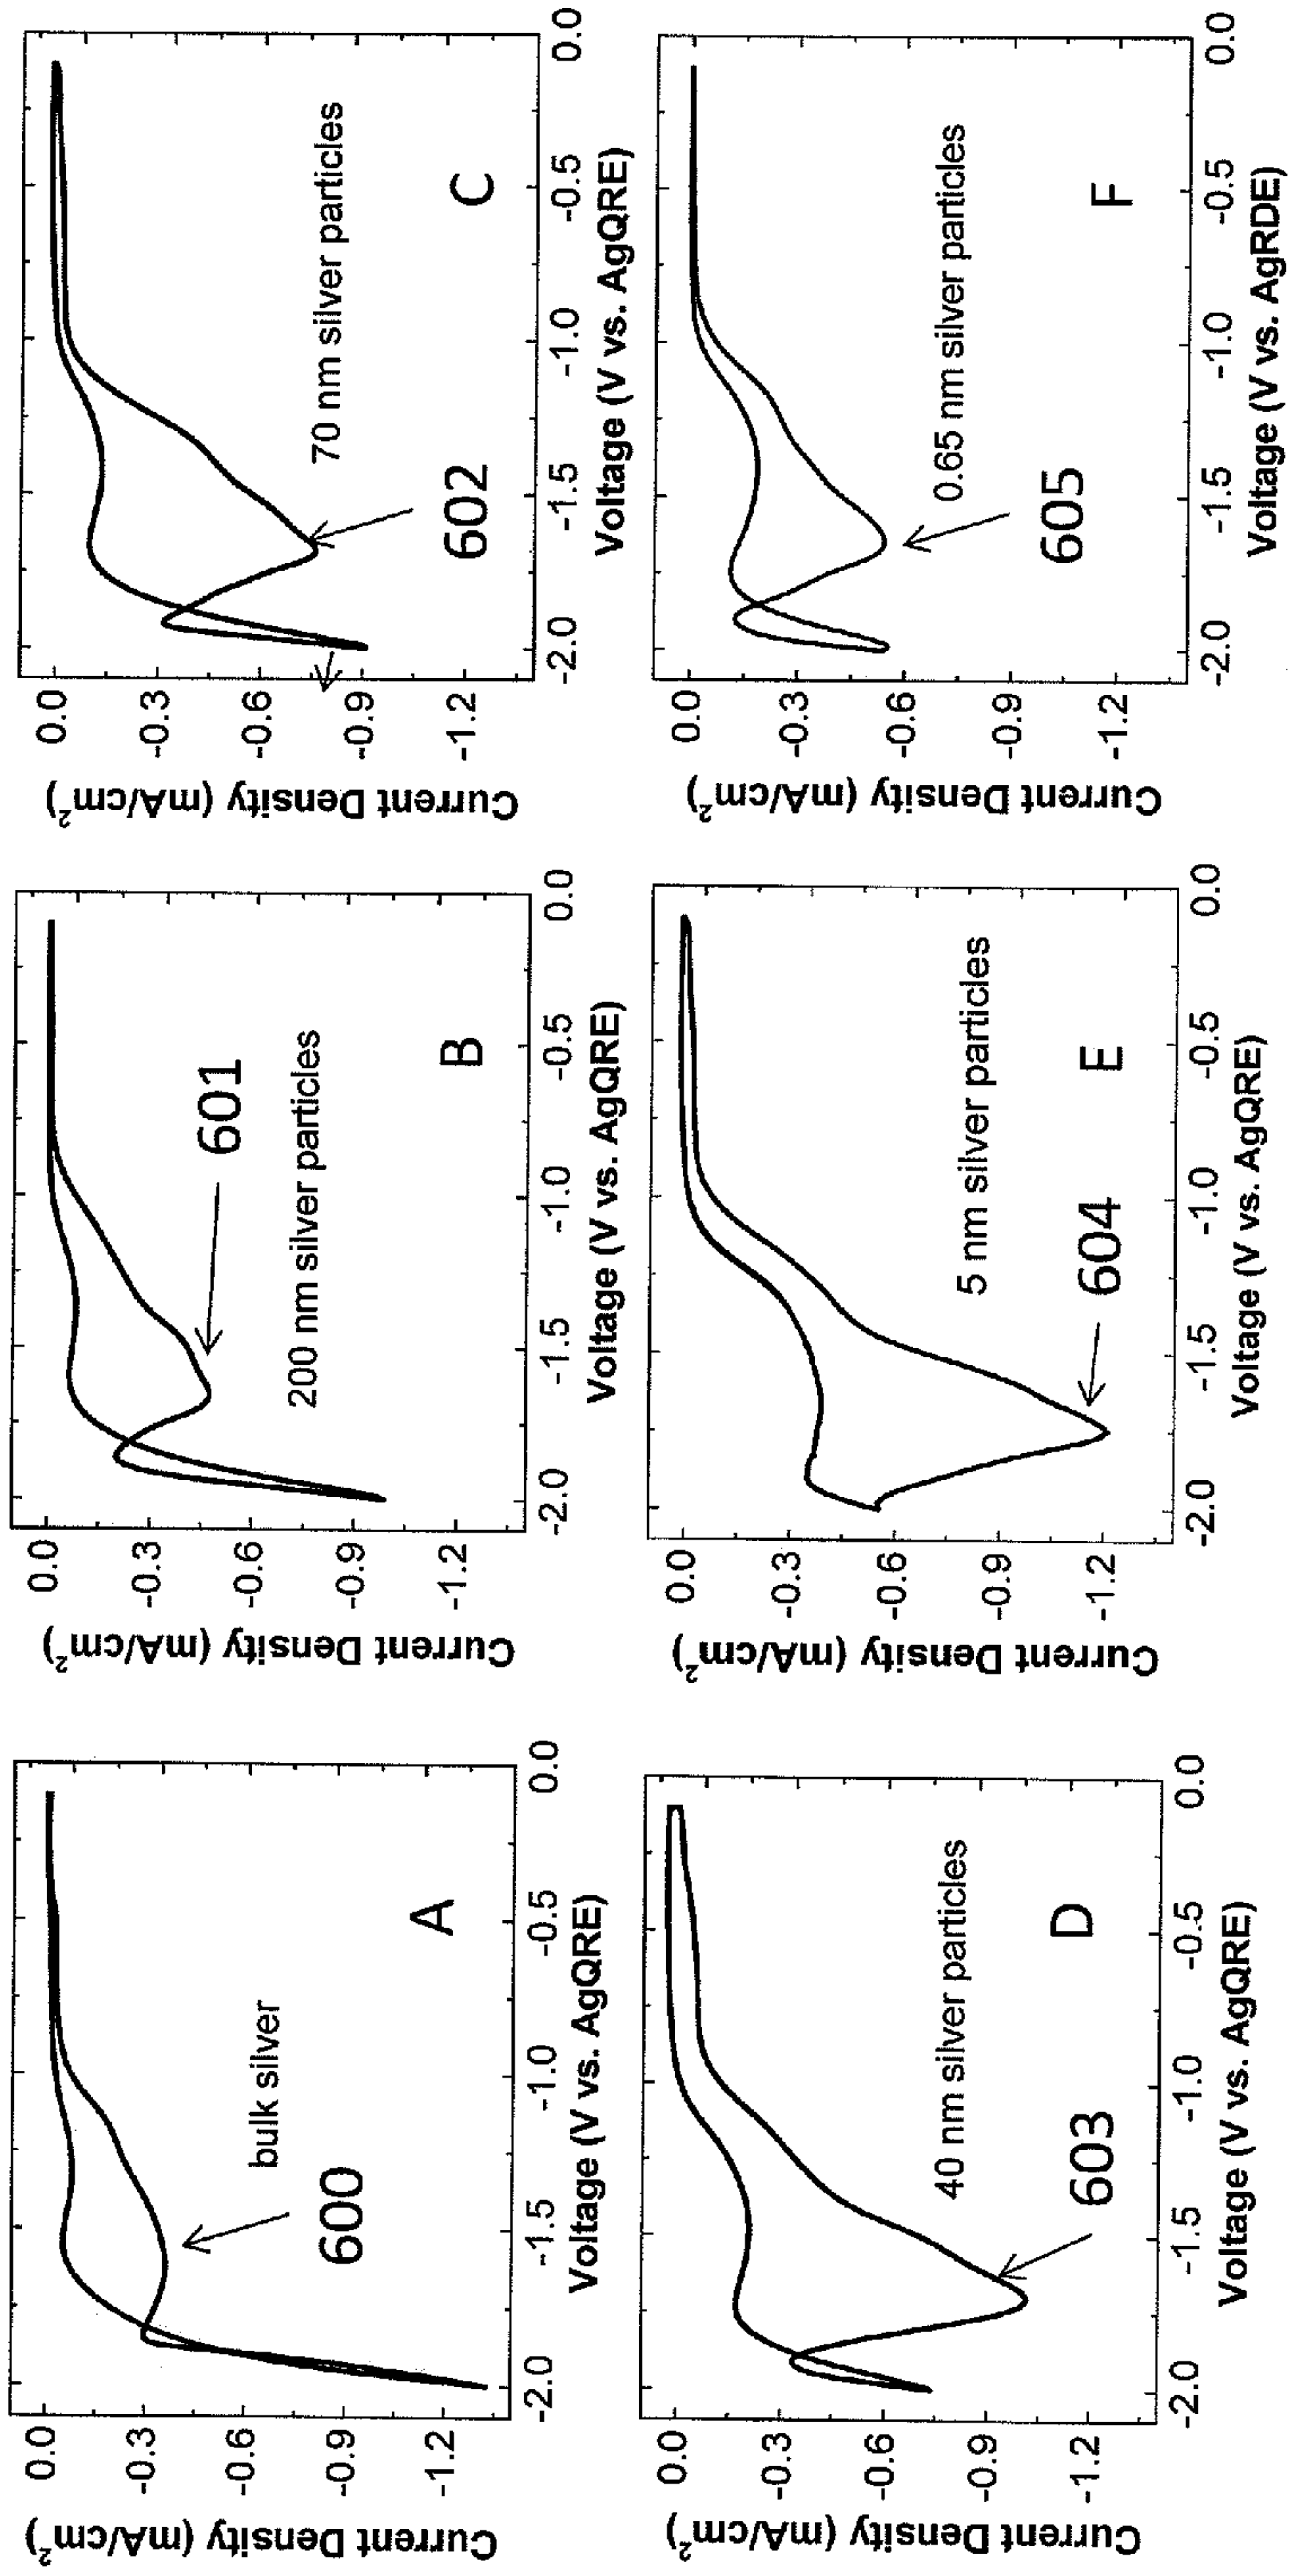 Current Density (mA/cm²)
0.0
-0.3
-0.6
-0.9
-1.2
bulk silver
600
A
-2.0 -1.5 -1.0 -0.5 0.0
Voltage (V vs. AgQRE)
Current Density (mA/cm²)
0.0
-0.3
-0.6
-0.9
-1.2
601
200 nm silver particles
B
-2.0 -1.5 -1.0 -0.5 0.0
Voltage (V vs. AgQRE)
Current Density (mA/cm²)
0.0
-0.3
-0.6
-0.9
-1.2
70 nm silver particles
602
C
-2.0 -1.5 -1.0 -0.5 0.0
Voltage (V vs. AgQRE)
Current Density (mA/cm²)
0.0
-0.3
-0.6
-0.9
-1.2
40 nm silver particles
603
D
-2.0 -1.5 -1.0 -0.5 0.0
Voltage (V vs. AgQRE)
Current Density (mA/cm²)
0.0
-0.3
-0.6
-0.9
-1.2
5 nm silver particles
604
E
-2.0 -1.5 -1.0 -0.5 0.0
Voltage (V vs. AgQRE)
Current Density (mA/cm²)
0.0
-0.3
-0.6
-0.9
-1.2
0.65 nm silver particles
605
F
-2.0 -1.5 -1.0 -0.5 0.0
Voltage (V vs. AgRDE)